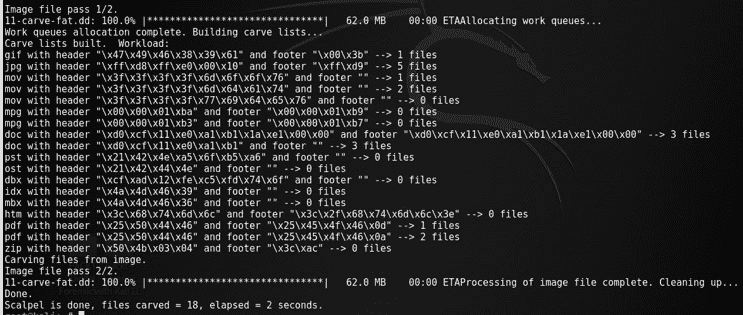 Image file pass 1/2.
11-carve-fat.dd: 100.0% |*******************************| 62.0 MB 00:00 ETAAllocating work queues...
Work queues allocation complete. Building carve lists...
Carve lists built. Workload:
gif with header "\x47\x49\x46\x38\x39\x61" and footer "\x00\x3b" --> 1 files
jpg with header "\xff\xd8\xff\xe0\x00\x10" and footer "\xff\xd9" --> 5 files
mov with header "\x3f\x3f\x3f\x3f\x6d\x6f\x6f\x76" and footer "" --> 1 files
mov with header "\x3f\x3f\x3f\x3f\x6d\x64\x61\x74" and footer "" --> 2 files
mov with header "\x3f\x3f\x3f\x3f\x77\x69\x64\x65\x76" and footer "" --> 0 files
mpg with header "\x00\x00\x01\xba" and footer "\x00\x00\x01\xb9" --> 0 files
mpg with header "\x00\x00\x01\xb3" and footer "\x00\x00\x01\xb7" --> 0 files
doc with header "\xd0\xcf\x11\xe0\xa1\xb1\x1a\xe1\x00\x00" and footer "\xd0\xcf\x11\xe0\xa1\xb1\x1a\xe1\x00\x00" --> 3 files
doc with header "\xd0\xcf\x11\xe0\xa1\xb1" and footer "" --> 3 files
pst with header "\x21\x42\x4e\xa5\x6f\xb5\xa6" and footer "" --> 0 files
ost with header "\x21\x42\x44\x4e" and footer "" --> 0 files
dbx with header "\xcf\xad\x12\xfe\xc5\xfd\x74\x6f" and footer "" --> 0 files
idx with header "\x4a\x4d\x46\x39" and footer "" --> 0 files
mbx with header "\x4a\x4d\x46\x36" and footer "" --> 0 files
htm with header "\x3c\x68\x74\x6d\x6c" and footer "\x3c\x2f\x68\x74\x6d\x6c\x3e" --> 0 files
pdf with header "\x25\x50\x44\x46" and footer "\x25\x45\x4f\x46\x0d" --> 1 files
pdf with header "\x25\x50\x44\x46" and footer "\x25\x45\x4f\x46\x0a" --> 2 files
zip with header "\x50\x4b\x03\x04" and footer "\x3c\xac" --> 0 files
Carving files from image.
Image file pass 2/2.
11-carve-fat.dd: 100.0% |*******************************| 62.0 MB 00:00 ETAProcessing of image file complete. Cleaning up...
Done.
Scalpel is done, files carved = 18, elapsed = 2 seconds.